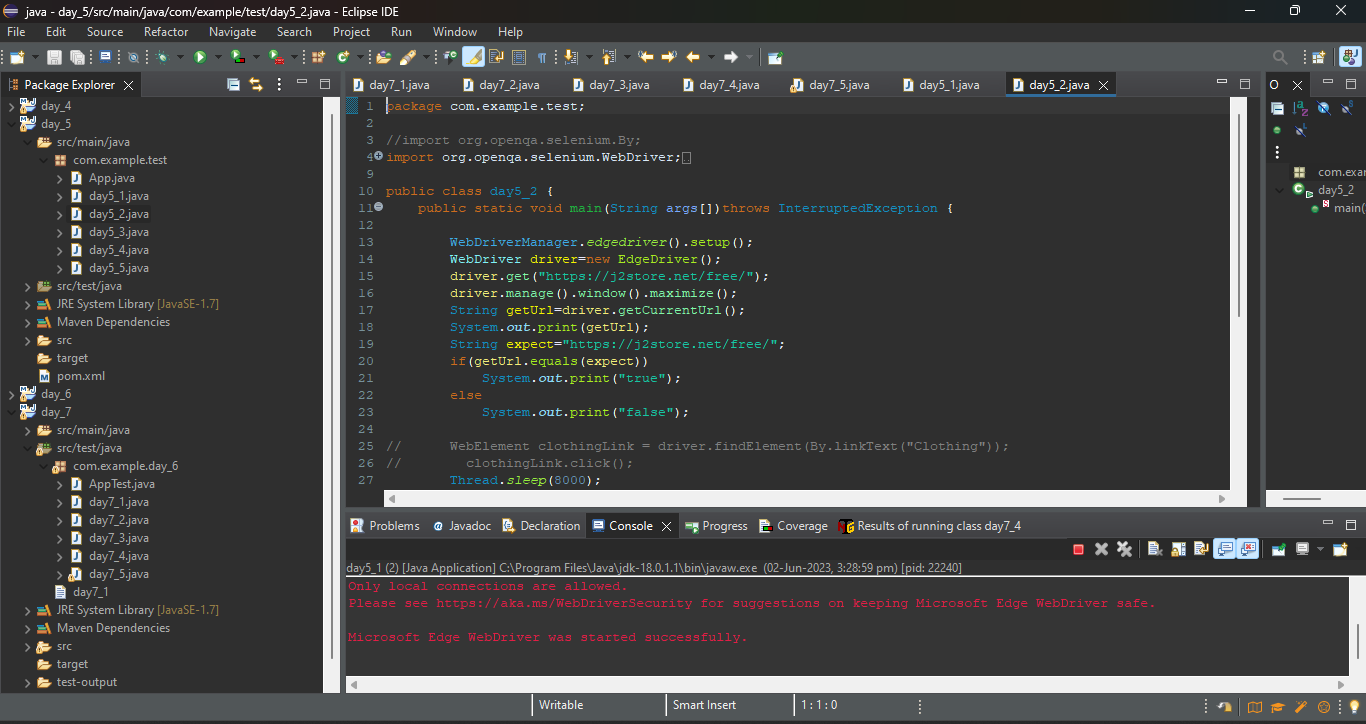 java - day_5/src/main/java/com/example/test/day5_2.java - Eclipse IDE
File Edit Source Refactor Navigate Search Project Run Window Help
Package Explorer
day_4
day_5
src/main/java
com.example.test
App.java
day5_1.java
day5_2.java
day5_3.java
day5_4.java
day5_5.java
src/test/java
JRE System Library [JavaSE-1.7]
Maven Dependencies
src
target
pom.xml
day_6
day_7
src/main/java
src/test/java
com.example.day_6
AppTest.java
day7_1.java
day7_2.java
day7_3.java
day7_4.java
day7_5.java
day7_1
JRE System Library [JavaSE-1.7]
Maven Dependencies
src
target
test-output
day7_1.java day7_2.java day7_3.java day7_4.java day7_5.java day5_1.java day5_2.java
1 package com.example.test;
2
3 //import org.openqa.selenium.By;
4 import org.openqa.selenium.WebDriver;
9
10 public class day5_2 {
11 public static void main(String args[])throws InterruptedException {
12
13 WebDriverManager.edgedriver().setup();
14 WebDriver driver=new EdgeDriver();
15 driver.get("https://j2store.net/free/");
16 driver.manage().window().maximize();
17 String getUrl=driver.getCurrentUrl();
18 System.out.print(getUrl);
19 String expect="https://j2store.net/free/";
20 if(getUrl.equals(expect))
21 System.out.print("true");
22 else
23 System.out.print("false");
24
25 // WebElement clothingLink = driver.findElement(By.linkText("Clothing"));
26 // clothingLink.click();
27 Thread.sleep(8000);
O
com.exar
day5_2
main(
Problems Javadoc Declaration Console Progress Coverage Results of running class day7_4
day5_1 (2) [Java Application] C:\Program Files\Java\jdk-18.0.1.1\bin\javaw.exe (02-Jun-2023, 3:28:59 pm) [pid: 22240]
Only local connections are allowed.
Please see https://aka.ms/WebDriverSecurity for suggestions on keeping Microsoft Edge WebDriver safe.
Microsoft Edge WebDriver was started successfully.
Writable Smart Insert 1 : 1 : 0